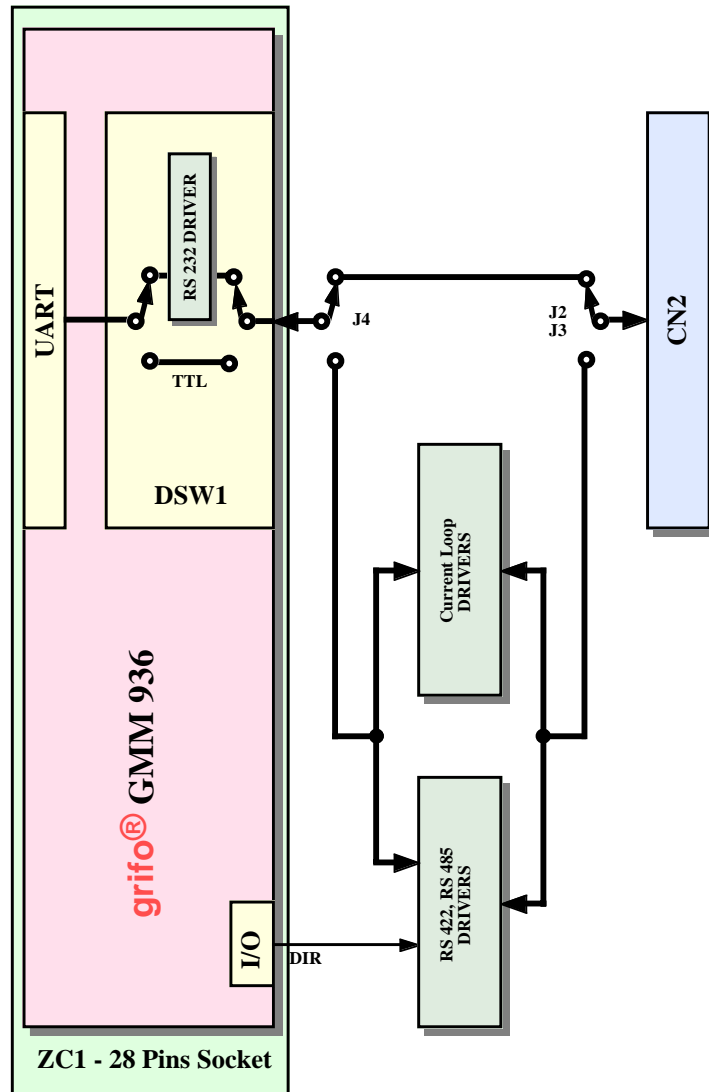 RS 232 DRIVER
UART
TTL
DSW1
J4
J2
J3
CN2
Current Loop
DRIVERS
grifo® GMM 936
RS 422, RS 485
DRIVERS
I/O
DIR
ZC1 - 28 Pins Socket